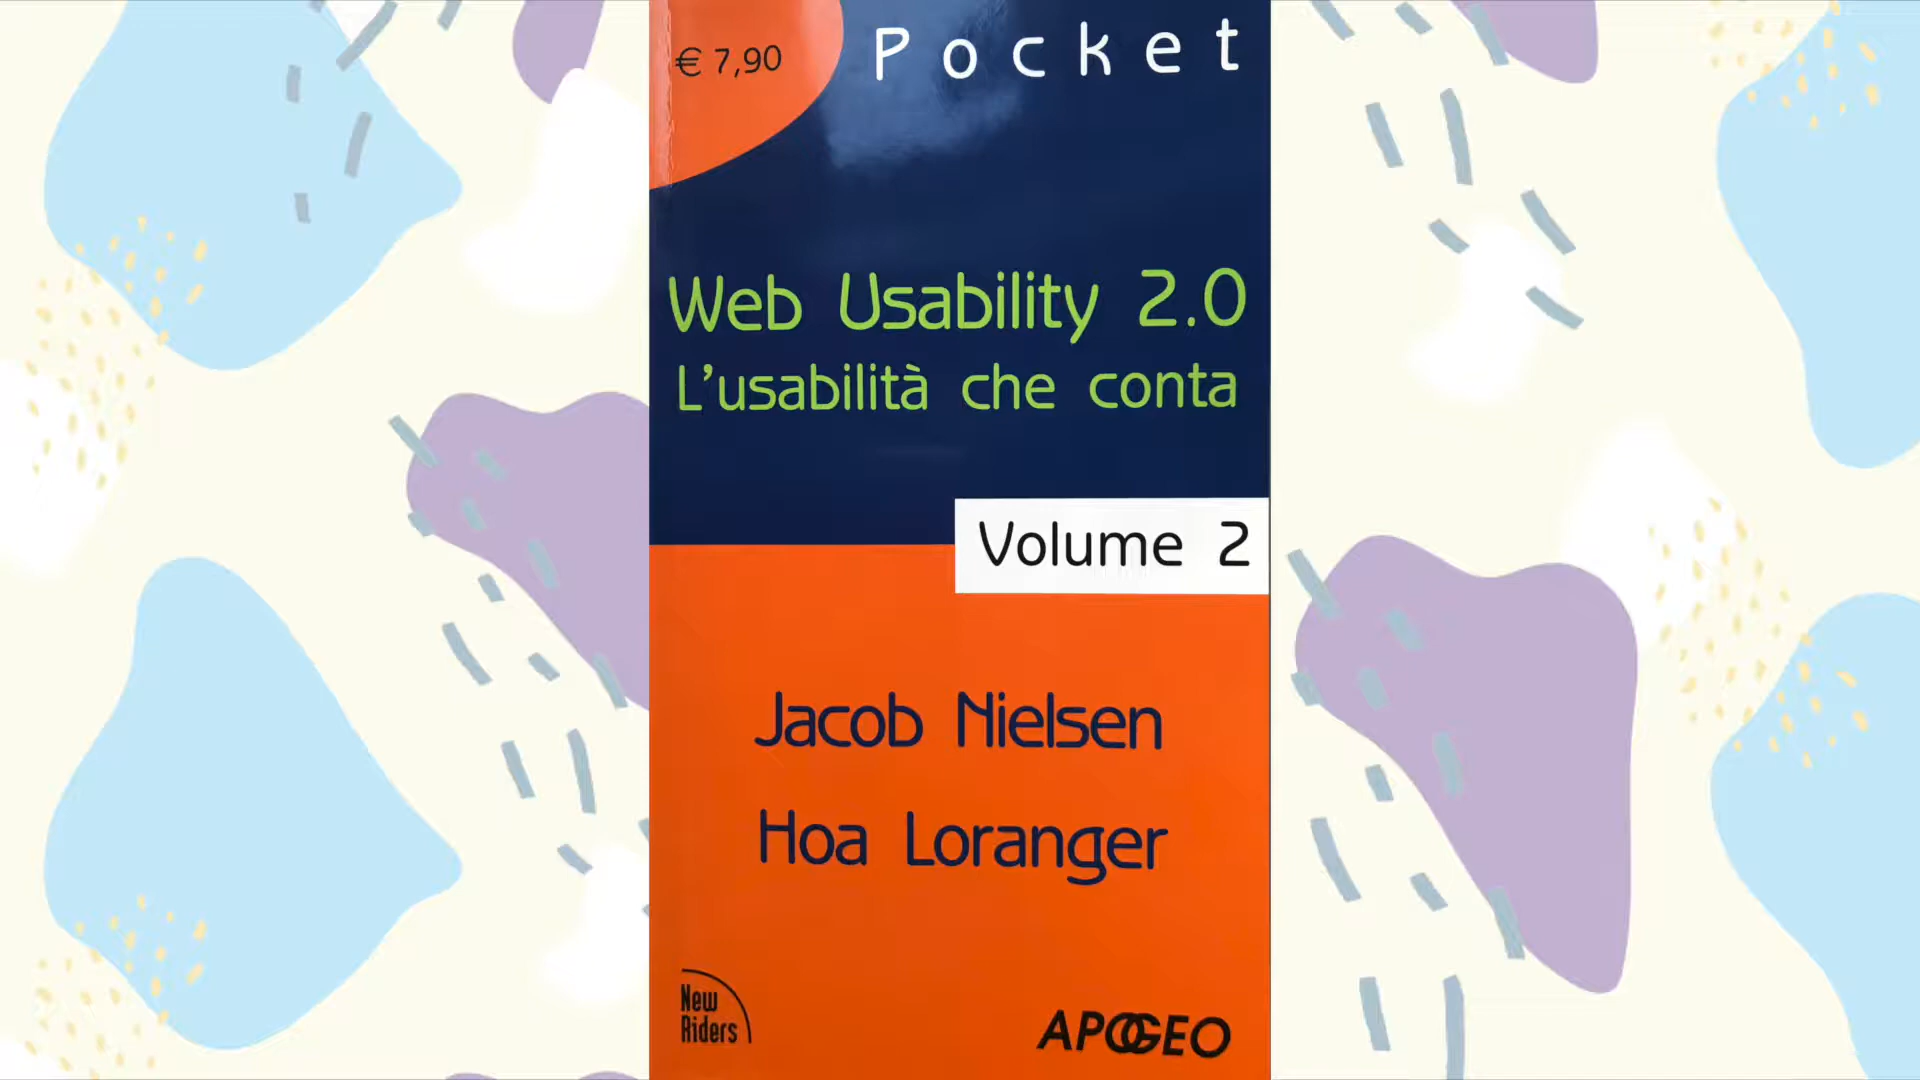 € 7,90
Pocket
Web Usability 2.0
L'usabilità che conta
Volume 2
Jacob Nielsen
Hoa Loranger
New
Riders
APOGEO